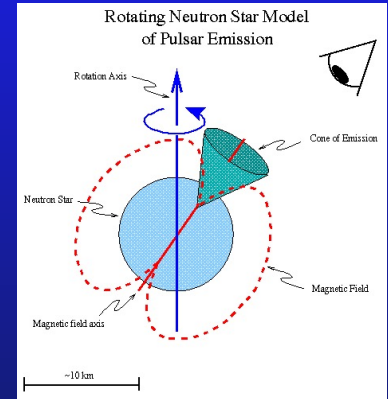 Rotating Neutron Star Model
of Pulsar Emission
Rotation Axis
Cone of Emission
Neutron Star
Magnetic Field
Magnetic field axis
~10 km